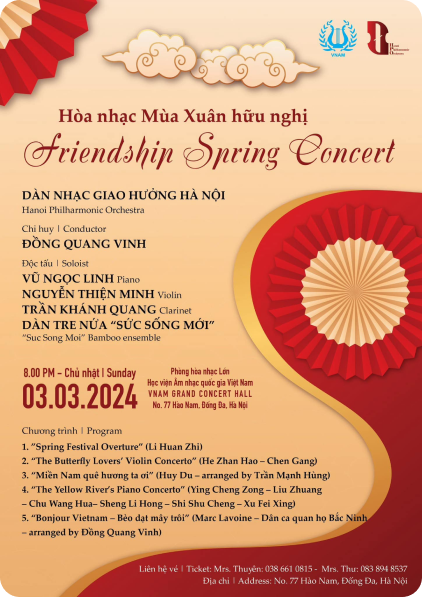 VNAM
Hanoi
Philharmonic
Orchestra
Hòa nhạc Mùa Xuân hữu nghị
Friendship Spring Concert
DÀN NHẠC GIAO HƯỞNG HÀ NỘI
Hanoi Philharmonic Orchestra
Chỉ huy | Conductor
ĐỒNG QUANG VINH
Độc tấu | Soloist
VŨ NGỌC LINH Piano
NGUYỄN THIỆN MINH Violin
TRẦN KHÁNH QUANG Clarinet
DÀN TRE NỨA “SỨC SỐNG MỚI”
“Suc Song Moi” Bamboo ensemble
8.00 PM – Chủ nhật | Sunday
03.03.2024
Phòng hòa nhạc Lớn
Học viện Âm nhạc quốc gia Việt Nam
VNAM GRAND CONCERT HALL
No. 77 Hào Nam, Đống Đa, Hà Nội
Chương trình | Program
1. “Spring Festival Overture” (Li Huan Zhi)
2. “The Butterfly Lovers’ Violin Concerto” (He Zhan Hao – Chen Gang)
3. “Miền Nam quê hương ta ơi” (Huy Du – arranged by Trần Mạnh Hùng)
4. “The Yellow River’s Piano Concerto” (Ying Cheng Zong – Liu Zhuang
– Chu Wang Hua– Sheng Li Hong – Shi Shu Cheng – Xu Fei Xing)
5. “Bonjour Vietnam – Bèo dạt mây trôi” (Marc Lavoine – Dân ca quan họ Bắc Ninh
– arranged by Đồng Quang Vinh)
Liên hệ vé | Ticket: Mrs. Thuyên: 038 661 0815 - Mrs. Thu: 083 894 8537
Địa chỉ | Address: No. 77 Hào Nam, Đống Đa, Hà Nội